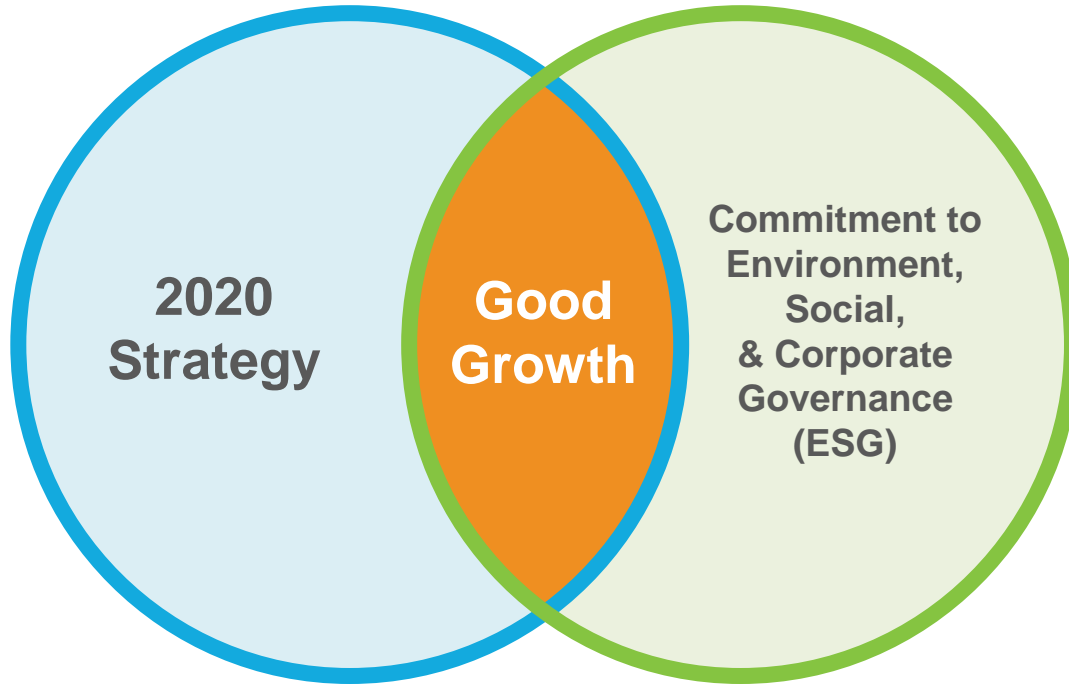 2020
Strategy
Good
Growth
Commitment to
Environment,
Social,
& Corporate
Governance
(ESG)